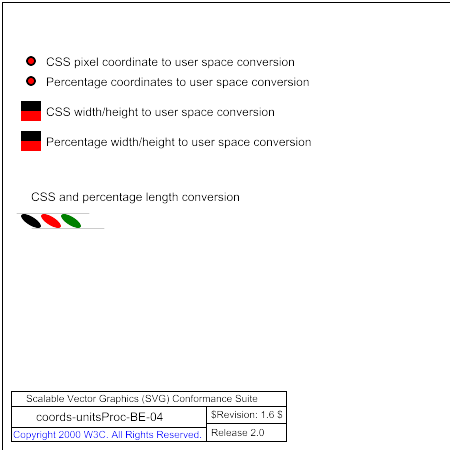 CSS pixel coordinate to user space conversion
Percentage coordinates to user space conversion
CSS width/height to user space conversion
Percentage width/height to user space conversion
CSS and percentage length conversion
Scalable Vector Graphics (SVG) Conformance Suite
coords-unitsProc-BE-04
$Revision: 1.6 $
Copyright 2000 W3C. All Rights Reserved.
Release 2.0